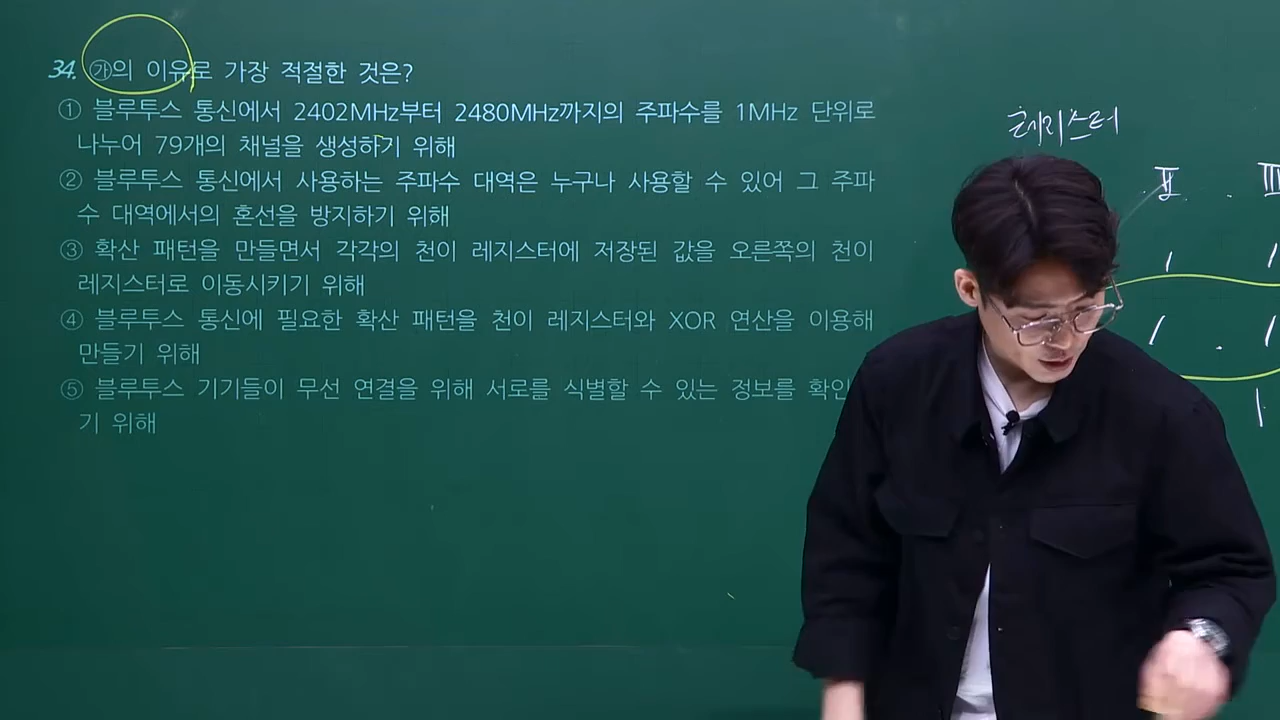 34. ㉮의 이유로 가장 적절한 것은?
① 블루투스 통신에서 2402MHz부터 2480MHz까지의 주파수를 1MHz 단위로
나누어 79개의 채널을 생성하기 위해
② 블루투스 통신에서 사용하는 주파수 대역은 누구나 사용할 수 있어 그 주파
수 대역에서의 혼선을 방지하기 위해
③ 확산 패턴을 만들면서 각각의 천이 레지스터에 저장된 값을 오른쪽의 천이
레지스터로 이동시키기 위해
④ 블루투스 통신에 필요한 확산 패턴을 천이 레지스터와 XOR 연산을 이용해
만들기 위해
⑤ 블루투스 기기들이 무선 연결을 위해 서로를 식별할 수 있는 정보를 확인
기 위해
레지스터
Ⅱ . Ⅲ
1 1
1 . 1
1